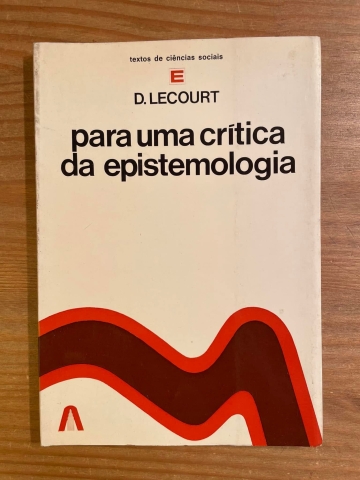 textos de ciências sociais
E
D. LECOURT
para uma crítica
da epistemologia